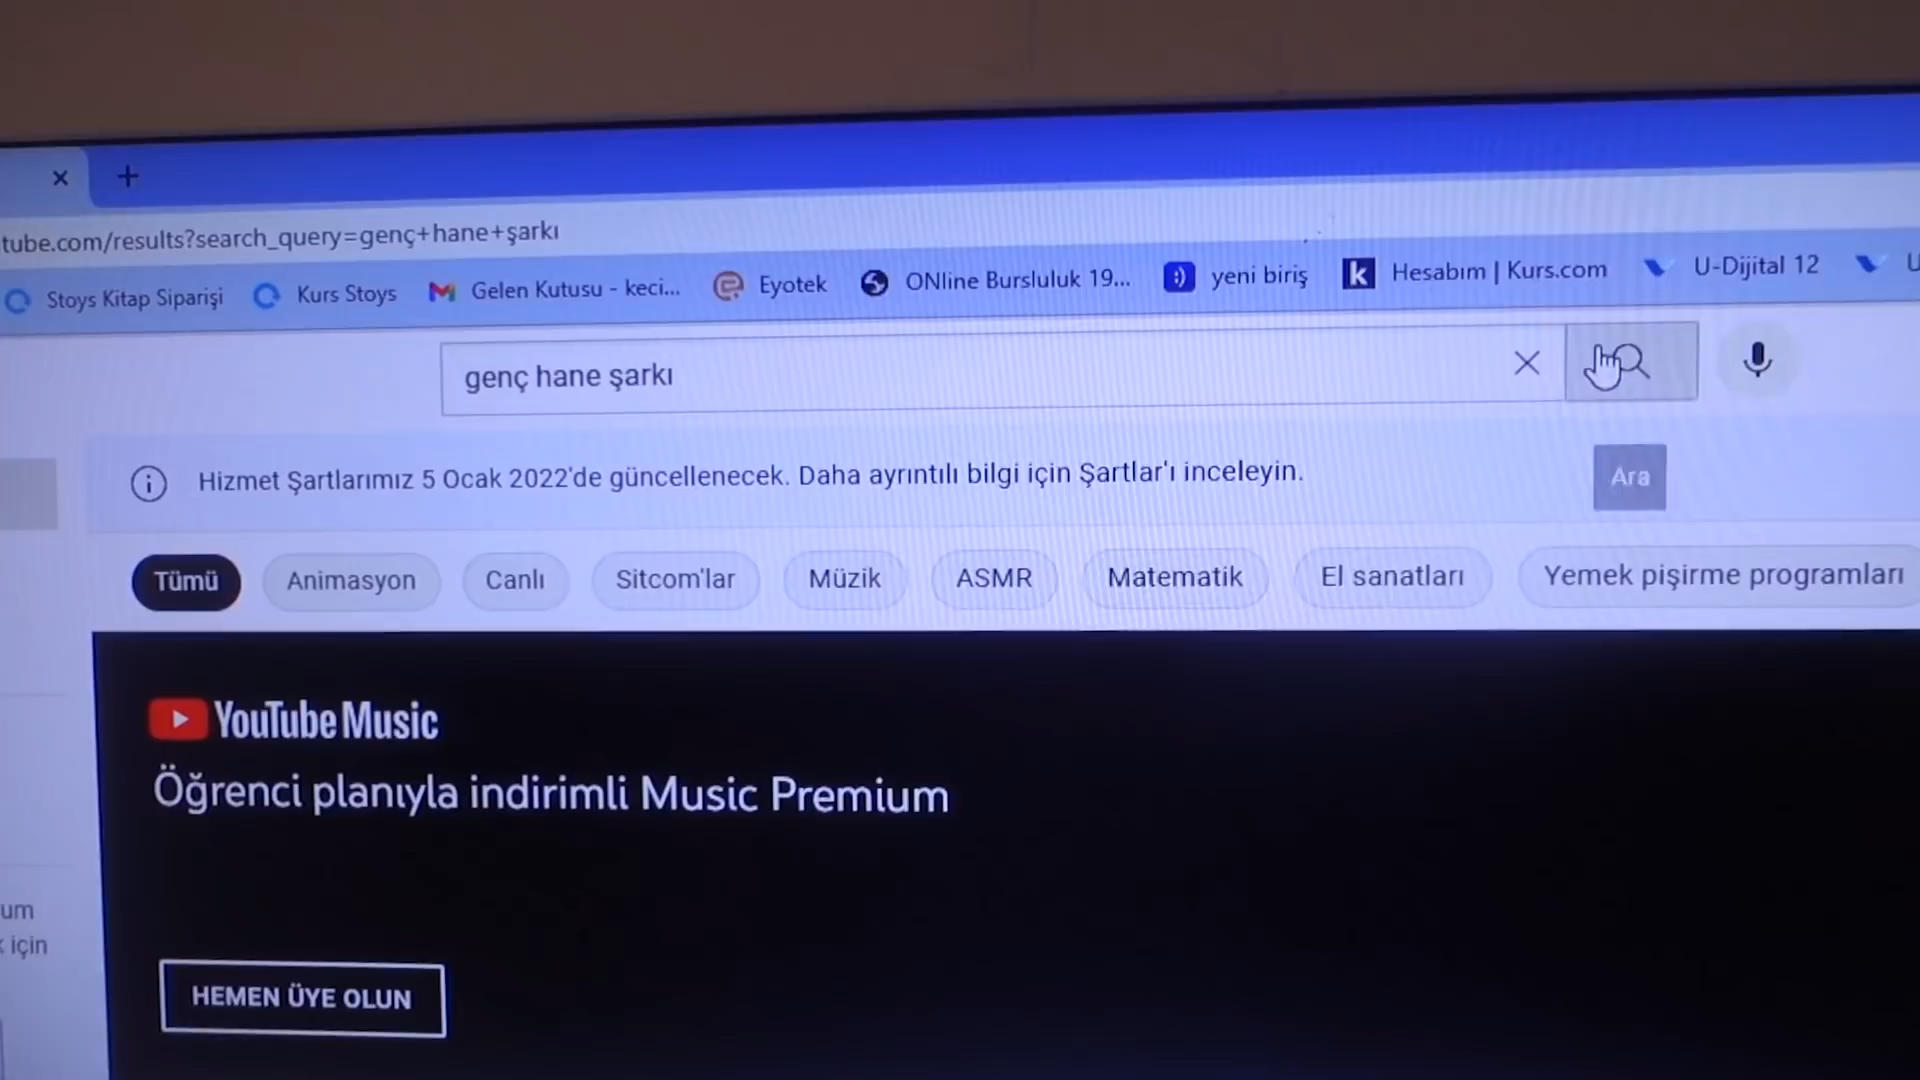 tube.com/results?search_query=genç+hane+şarkı
Stoys Kitap Siparişi Kurs Stoys Gelen Kutusu - keci... Eyotek ONline Bursluluk 19... yeni biriş Hesabım | Kurs.com U-Dijital 12 U
genç hane şarkı
Hizmet Şartlarımız 5 Ocak 2022'de güncellenecek. Daha ayrıntılı bilgi için Şartlar'ı inceleyin.
Ara
Tümü Animasyon Canlı Sitcom'lar Müzik ASMR Matematik El sanatları Yemek pişirme programları
YouTube Music
Öğrenci planıyla indirimli Music Premium
um
için
HEMEN ÜYE OLUN